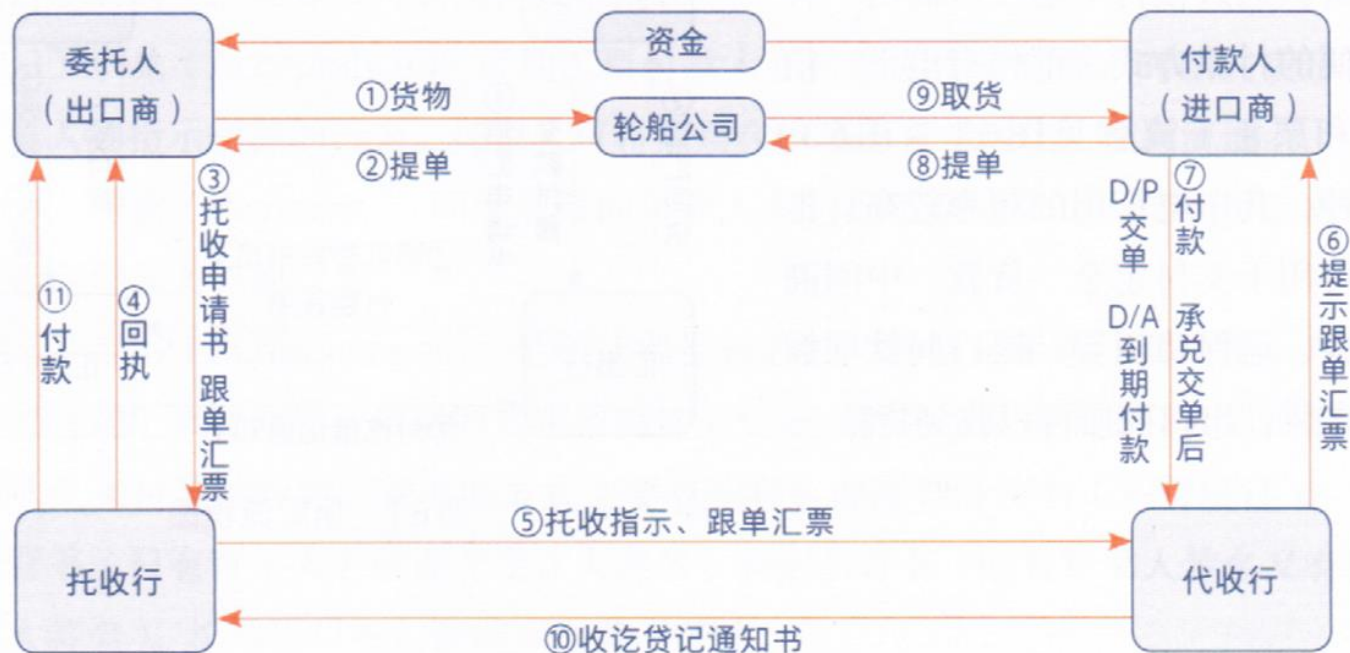 委托人
（出口商）
资金
付款人
（进口商）
①货物
轮船公司
②提单
⑨取货
⑧提单
⑪付款
④回执
③托收申请书 跟单汇票
D/P交单 D/A到期付款
⑦付款 承兑交单后
⑥提示跟单汇票
⑤托收指示、跟单汇票
托收行
代收行
⑩收讫贷记通知书